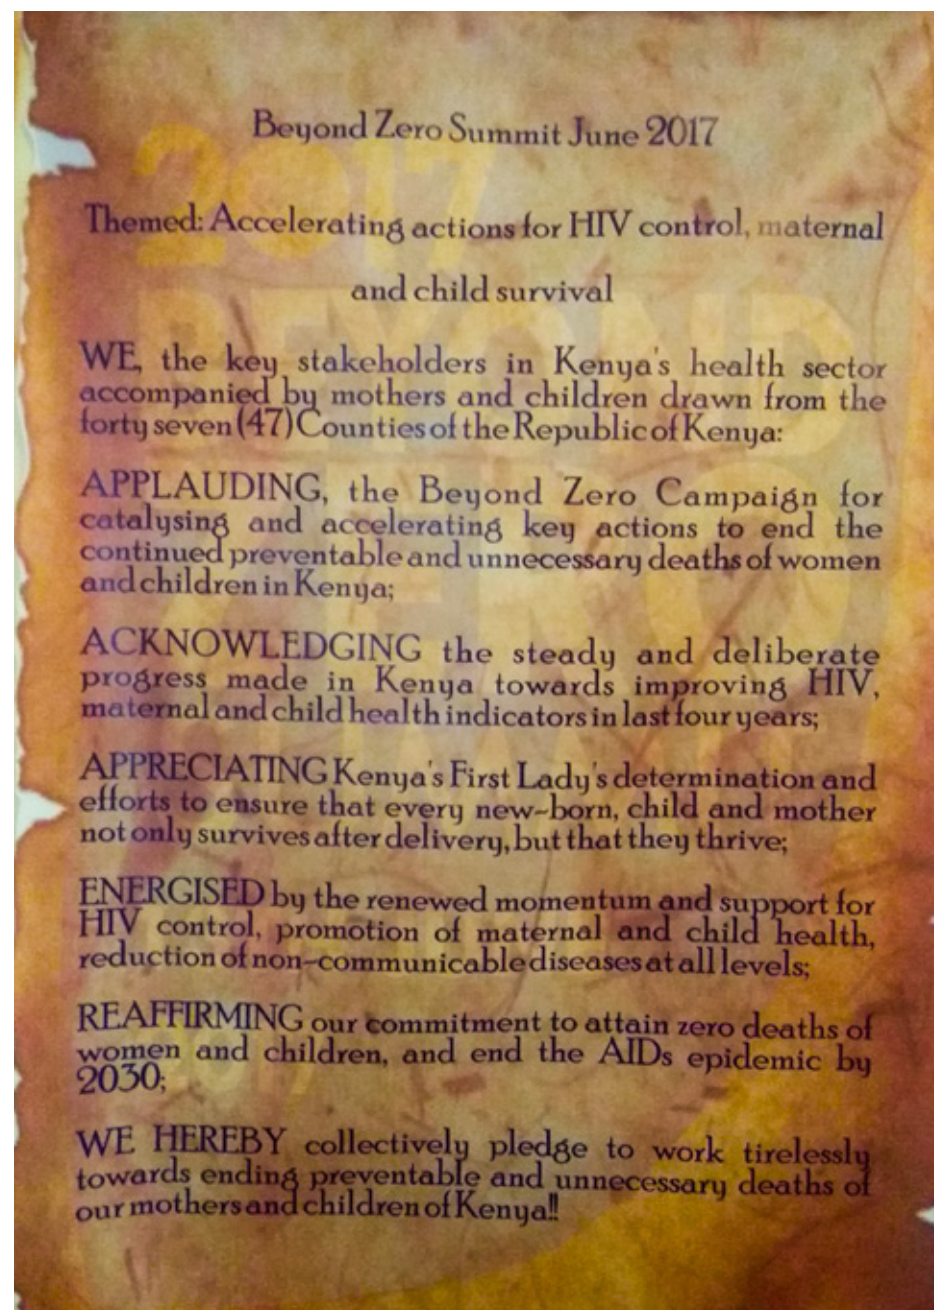 Beyond Zero Summit June 2017
Themed: Accelerating actions for HIV control, maternal
and child survival
WE, the key stakeholders in Kenya's health sector
accompanied by mothers and children drawn from the
forty seven (47) Counties of the Republic of Kenya:
APPLAUDING, the Beyond Zero Campaign for
catalysing and accelerating key actions to end the
continued preventable and unnecessary deaths of women
and children in Kenya;
ACKNOWLEDGING the steady and deliberate
progress made in Kenya towards improving HIV,
maternal and child health indicators in last four years;
APPRECIATING Kenya's First Lady's determination and
efforts to ensure that every new-born, child and mother
not only survives after delivery, but that they thrive;
ENERGISED by the renewed momentum and support for
HIV control, promotion of maternal and child health,
reduction of non-communicable diseases at all levels;
REAFFIRMING our commitment to attain zero deaths of
women and children, and end the AIDs epidemic by
2030;
WE HEREBY collectively pledge to work tirelessly
towards ending preventable and unnecessary deaths of
our mothers and children of Kenya!!
2017
BEYOND
ZERO